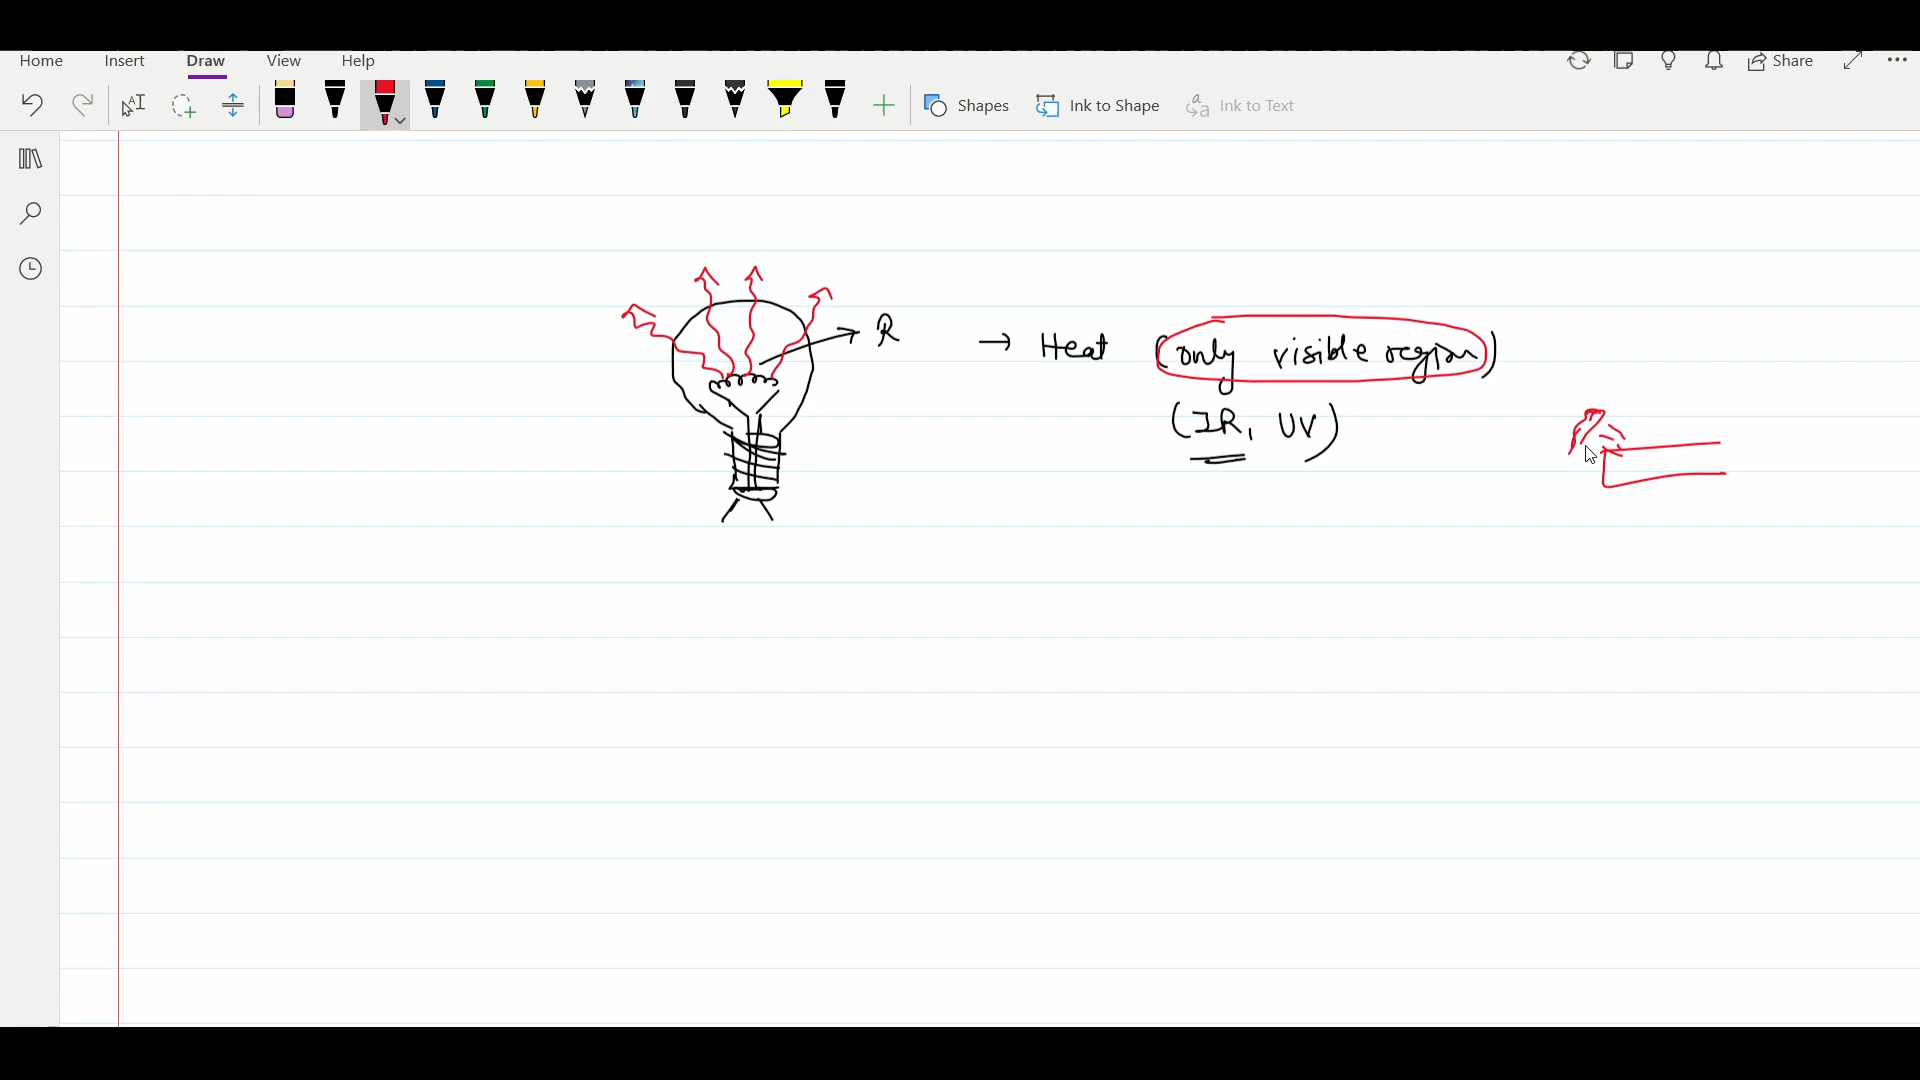 Home Insert Draw View Help Share
Shapes Ink to Shape Ink to Text
R → Heat (only visible region)
(IR, UV)